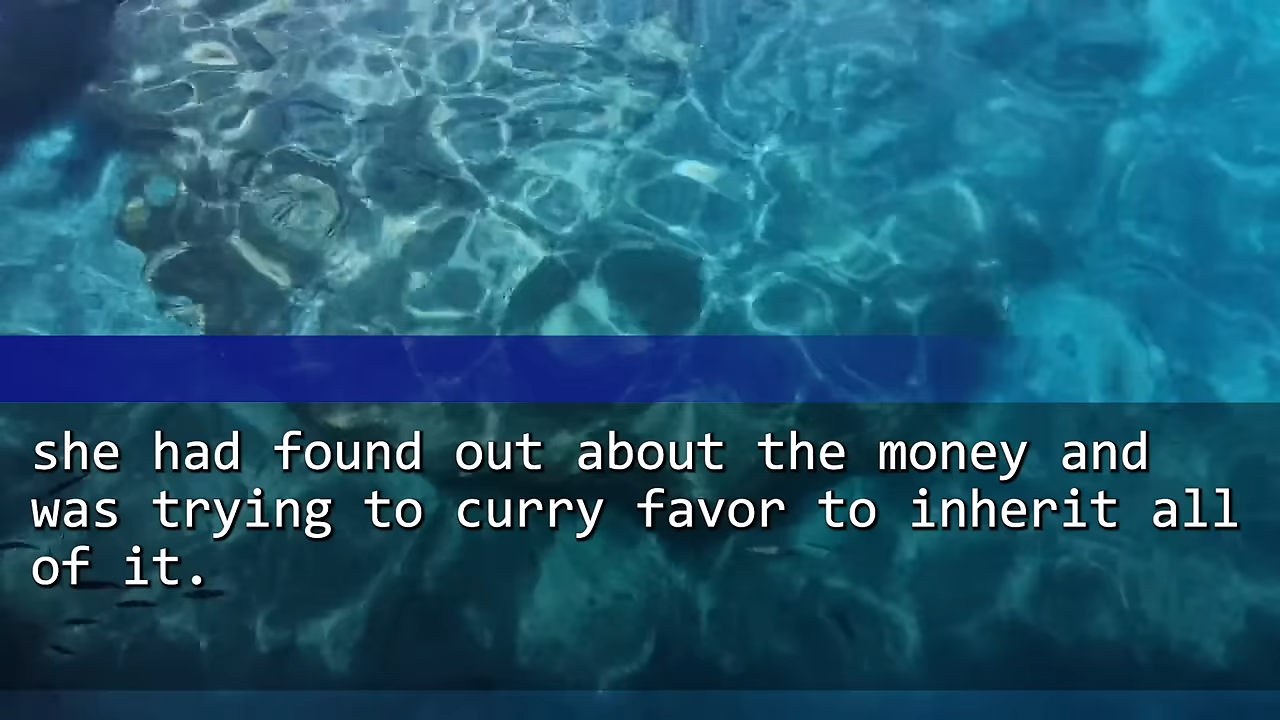 she had found out about the money and
was trying to curry favor to inherit all
of it.